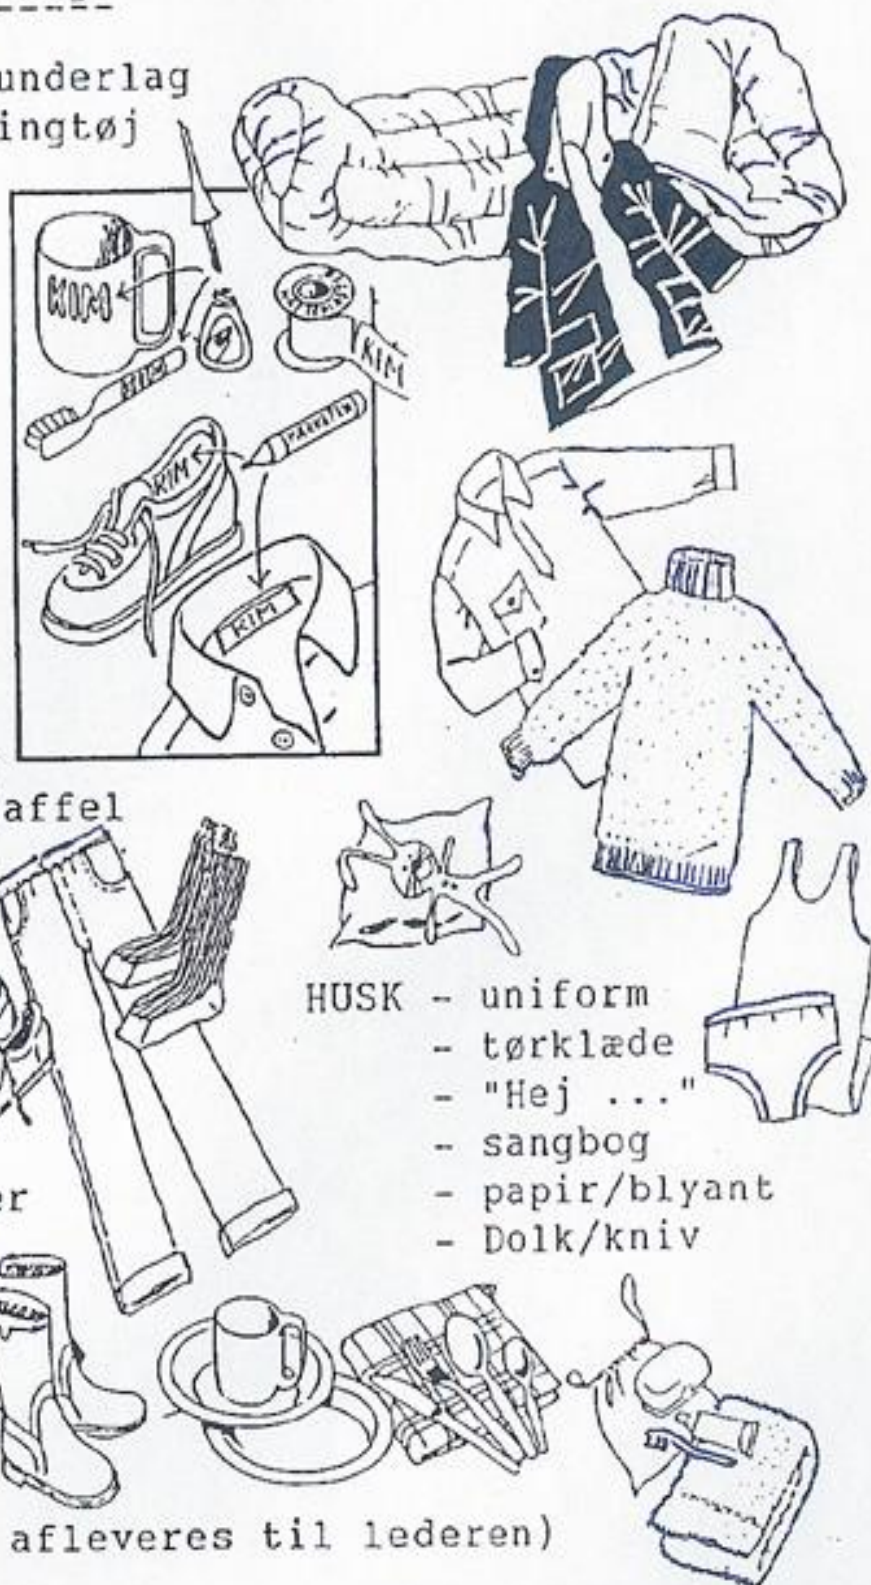 underlag
ingtøj
KIM
KIM
KIM
KIM
KIM
affel
HUSK - uniform
- tørklæde
- "Hej ..."
- sangbog
- papir/blyant
- Dolk/kniv
er
afleveres til lederen)